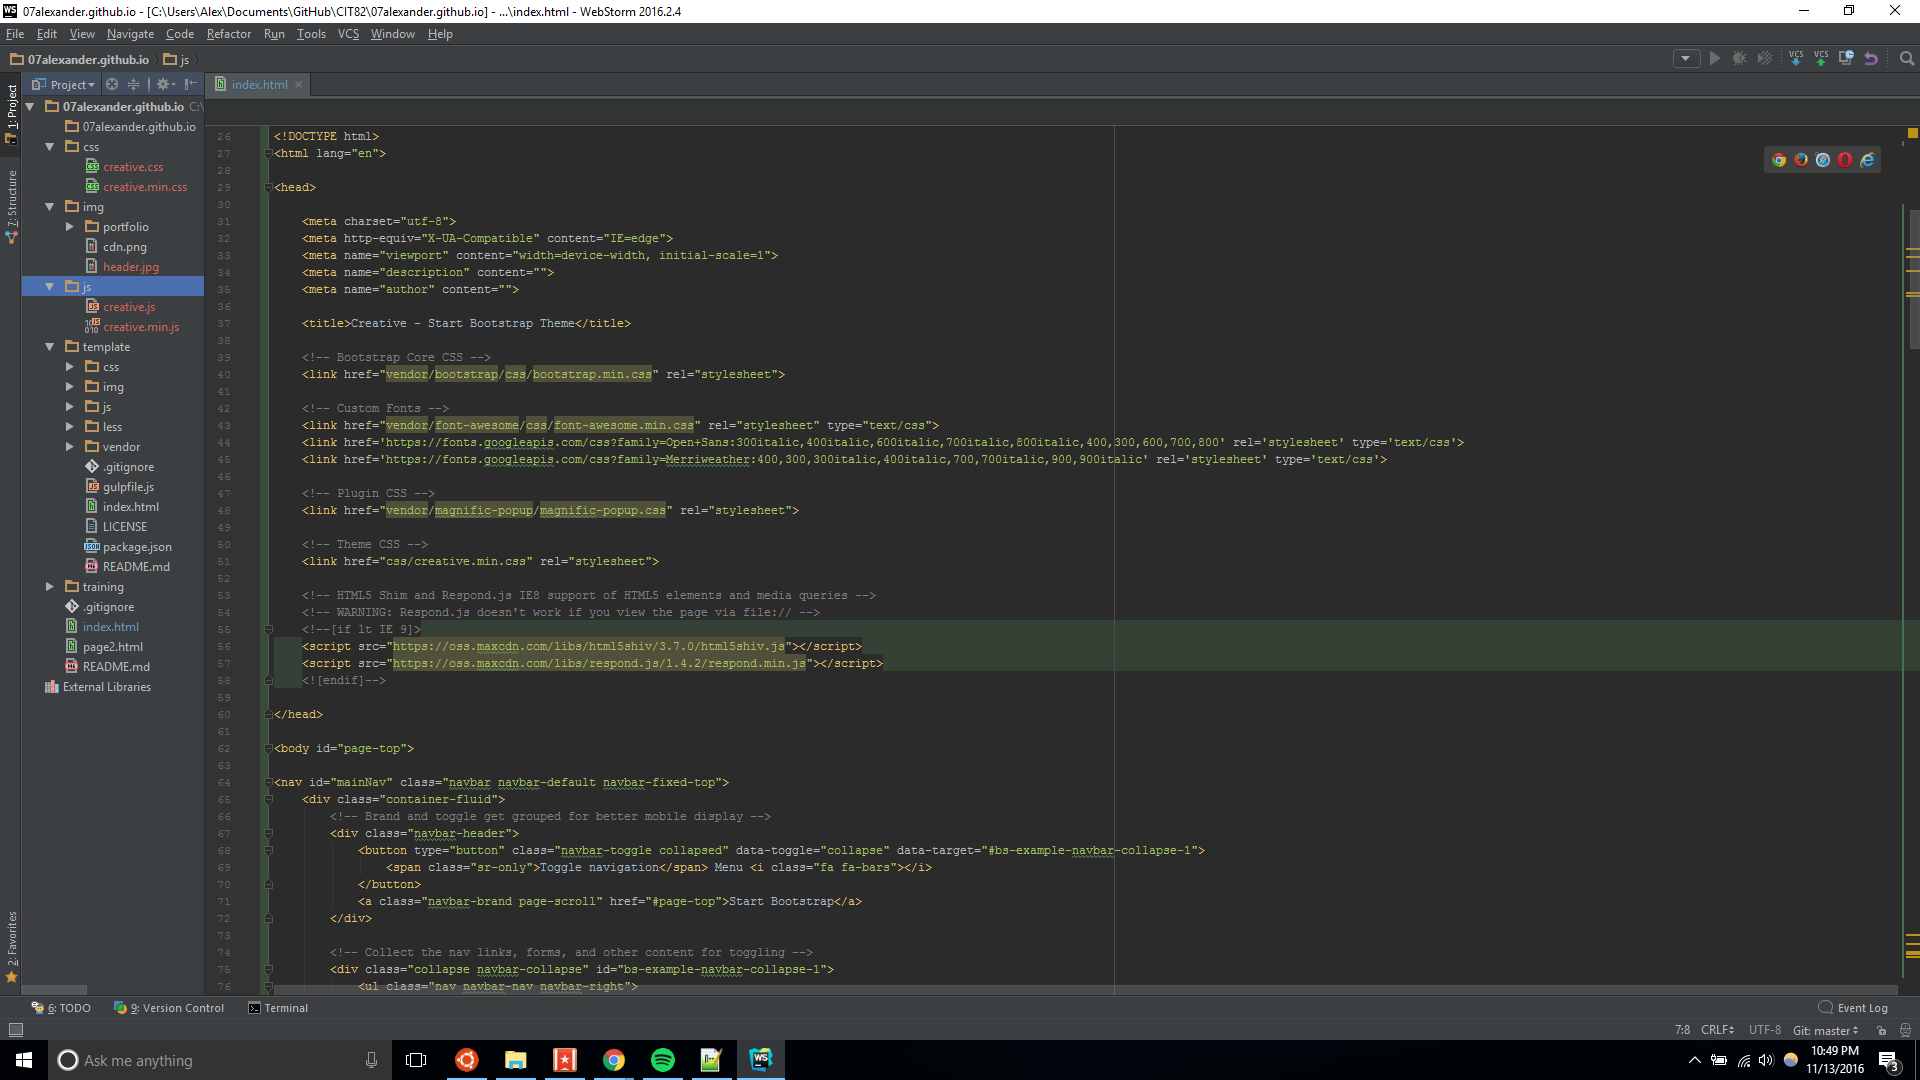 07alexander.github.io - [C:\Users\Alex\Documents\GitHub\CIT82\07alexander.github.io] - ...\index.html - WebStorm 2016.2.4
File Edit View Navigate Code Refactor Run Tools VCS Window Help
07alexander.github.io js
Project index.html
1: Project
7: Structure
2: Favorites
07alexander.github.io C:\
07alexander.github.io
css
creative.css
creative.min.css
img
portfolio
cdn.png
header.jpg
js
creative.js
creative.min.js
template
css
img
js
less
vendor
.gitignore
gulpfile.js
index.html
LICENSE
package.json
README.md
training
.gitignore
index.html
page2.html
README.md
External Libraries
26 <!DOCTYPE html>
27 <html lang="en">
28
29 <head>
30
31 <meta charset="utf-8">
32 <meta http-equiv="X-UA-Compatible" content="IE=edge">
33 <meta name="viewport" content="width=device-width, initial-scale=1">
34 <meta name="description" content="">
35 <meta name="author" content="">
36
37 <title>Creative - Start Bootstrap Theme</title>
38
39 <!-- Bootstrap Core CSS -->
40 <link href="vendor/bootstrap/css/bootstrap.min.css" rel="stylesheet">
41
42 <!-- Custom Fonts -->
43 <link href="vendor/font-awesome/css/font-awesome.min.css" rel="stylesheet" type="text/css">
44 <link href='https://fonts.googleapis.com/css?family=Open+Sans:300italic,400italic,600italic,700italic,800italic,400,300,600,700,800' rel='stylesheet' type='text/css'>
45 <link href='https://fonts.googleapis.com/css?family=Merriweather:400,300,300italic,400italic,700,700italic,900,900italic' rel='stylesheet' type='text/css'>
46
47 <!-- Plugin CSS -->
48 <link href="vendor/magnific-popup/magnific-popup.css" rel="stylesheet">
49
50 <!-- Theme CSS -->
51 <link href="css/creative.min.css" rel="stylesheet">
52
53 <!-- HTML5 Shim and Respond.js IE8 support of HTML5 elements and media queries -->
54 <!-- WARNING: Respond.js doesn't work if you view the page via file:// -->
55 <!--[if lt IE 9]>
56 <script src="https://oss.maxcdn.com/libs/html5shiv/3.7.0/html5shiv.js"></script>
57 <script src="https://oss.maxcdn.com/libs/respond.js/1.4.2/respond.min.js"></script>
58 <![endif]-->
59
60 </head>
61
62 <body id="page-top">
63
64 <nav id="mainNav" class="navbar navbar-default navbar-fixed-top">
65 <div class="container-fluid">
66 <!-- Brand and toggle get grouped for better mobile display -->
67 <div class="navbar-header">
68 <button type="button" class="navbar-toggle collapsed" data-toggle="collapse" data-target="#bs-example-navbar-collapse-1">
69 <span class="sr-only">Toggle navigation</span> Menu <i class="fa fa-bars"></i>
70 </button>
71 <a class="navbar-brand page-scroll" href="#page-top">Start Bootstrap</a>
72 </div>
73
74 <!-- Collect the nav links, forms, and other content for toggling -->
75 <div class="collapse navbar-collapse" id="bs-example-navbar-collapse-1">
76 <ul class="nav navbar-nav navbar-right">
6: TODO 9: Version Control Terminal Event Log
7:8 CRLF UTF-8 Git: master
Ask me anything
10:49 PM
11/13/2016
3